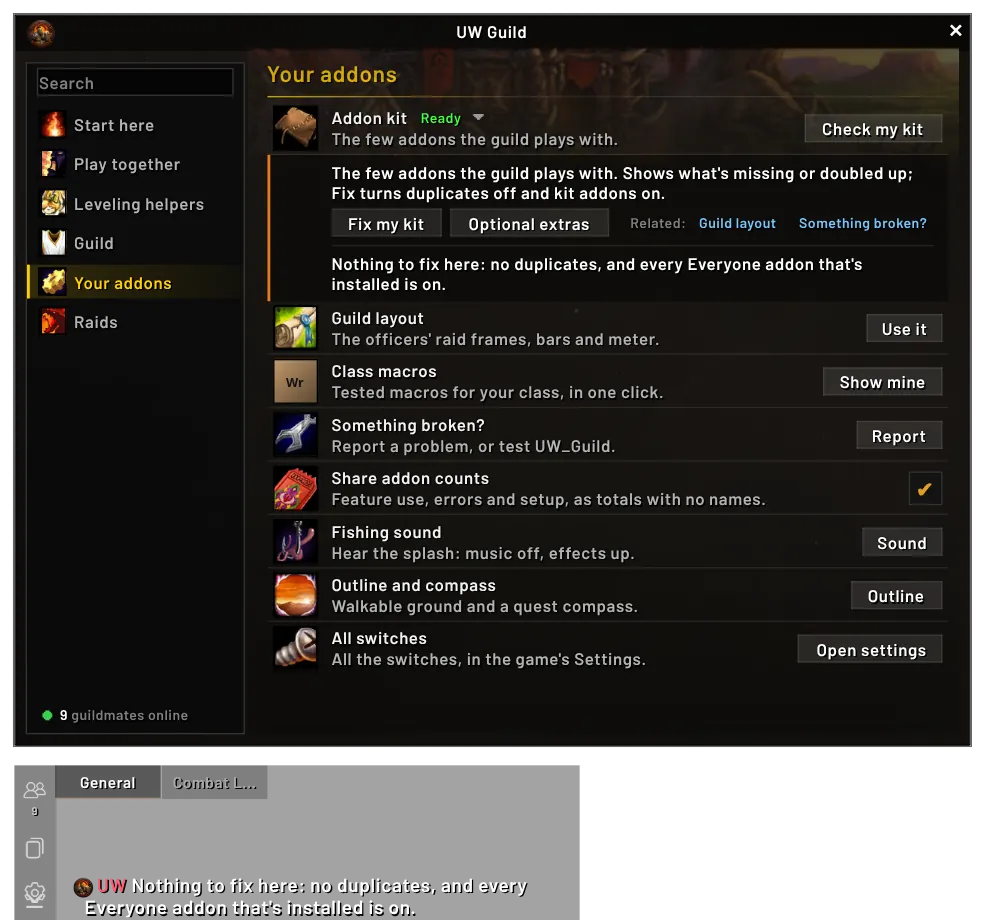 UW Guild
Search
Start here
Play together
Leveling helpers
Guild
Your addons
Raids
9 guildmates online
Your addons
Addon kit Ready
The few addons the guild plays with.
Check my kit
The few addons the guild plays with. Shows what's missing or doubled up;
Fix turns duplicates off and kit addons on.
Fix my kit Optional extras Related: Guild layout Something broken?
Nothing to fix here: no duplicates, and every Everyone addon that's
installed is on.
Guild layout
The officers' raid frames, bars and meter.
Use it
Wr
Class macros
Tested macros for your class, in one click.
Show mine
Something broken?
Report a problem, or test UW_Guild.
Report
Share addon counts
Feature use, errors and setup, as totals with no names.
Fishing sound
Hear the splash: music off, effects up.
Sound
Outline and compass
Walkable ground and a quest compass.
Outline
All switches
All the switches, in the game's Settings.
Open settings
General Combat L...
9
UW Nothing to fix here: no duplicates, and every
Everyone addon that's installed is on.